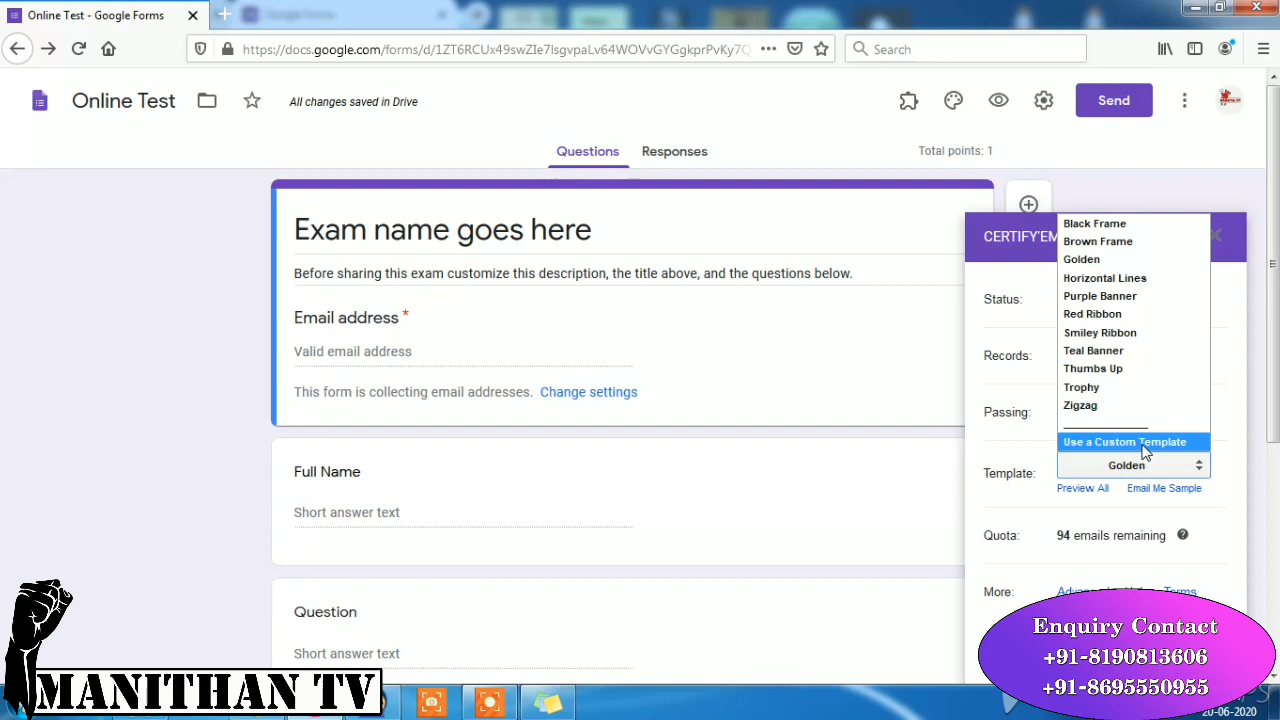 Online Test - Google Forms
Google Forms
https://docs.google.com/forms/d/1ZT6RCUx49swZIe7lsgvpaLv64WOVvGYGgkprPvKy7Q
Search
Online Test
All changes saved in Drive
Send
Questions
Responses
Total points: 1
Exam name goes here
Before sharing this exam customize this description, the title above, and the questions below.
Email address *
Valid email address
This form is collecting email addresses. Change settings
Full Name
Short answer text
Question
Short answer text
CERTIFY'EM
Status:
Records:
Passing:
Black Frame
Brown Frame
Golden
Horizontal Lines
Purple Banner
Red Ribbon
Smiley Ribbon
Teal Banner
Thumbs Up
Trophy
Zigzag
Use a Custom Template
Template:
Golden
Preview All
Email Me Sample
Quota:
94 emails remaining
More:
Terms
Enquiry Contact
+91-8190813606
+91-8695550955
MANITHAN TV
20-06-2020